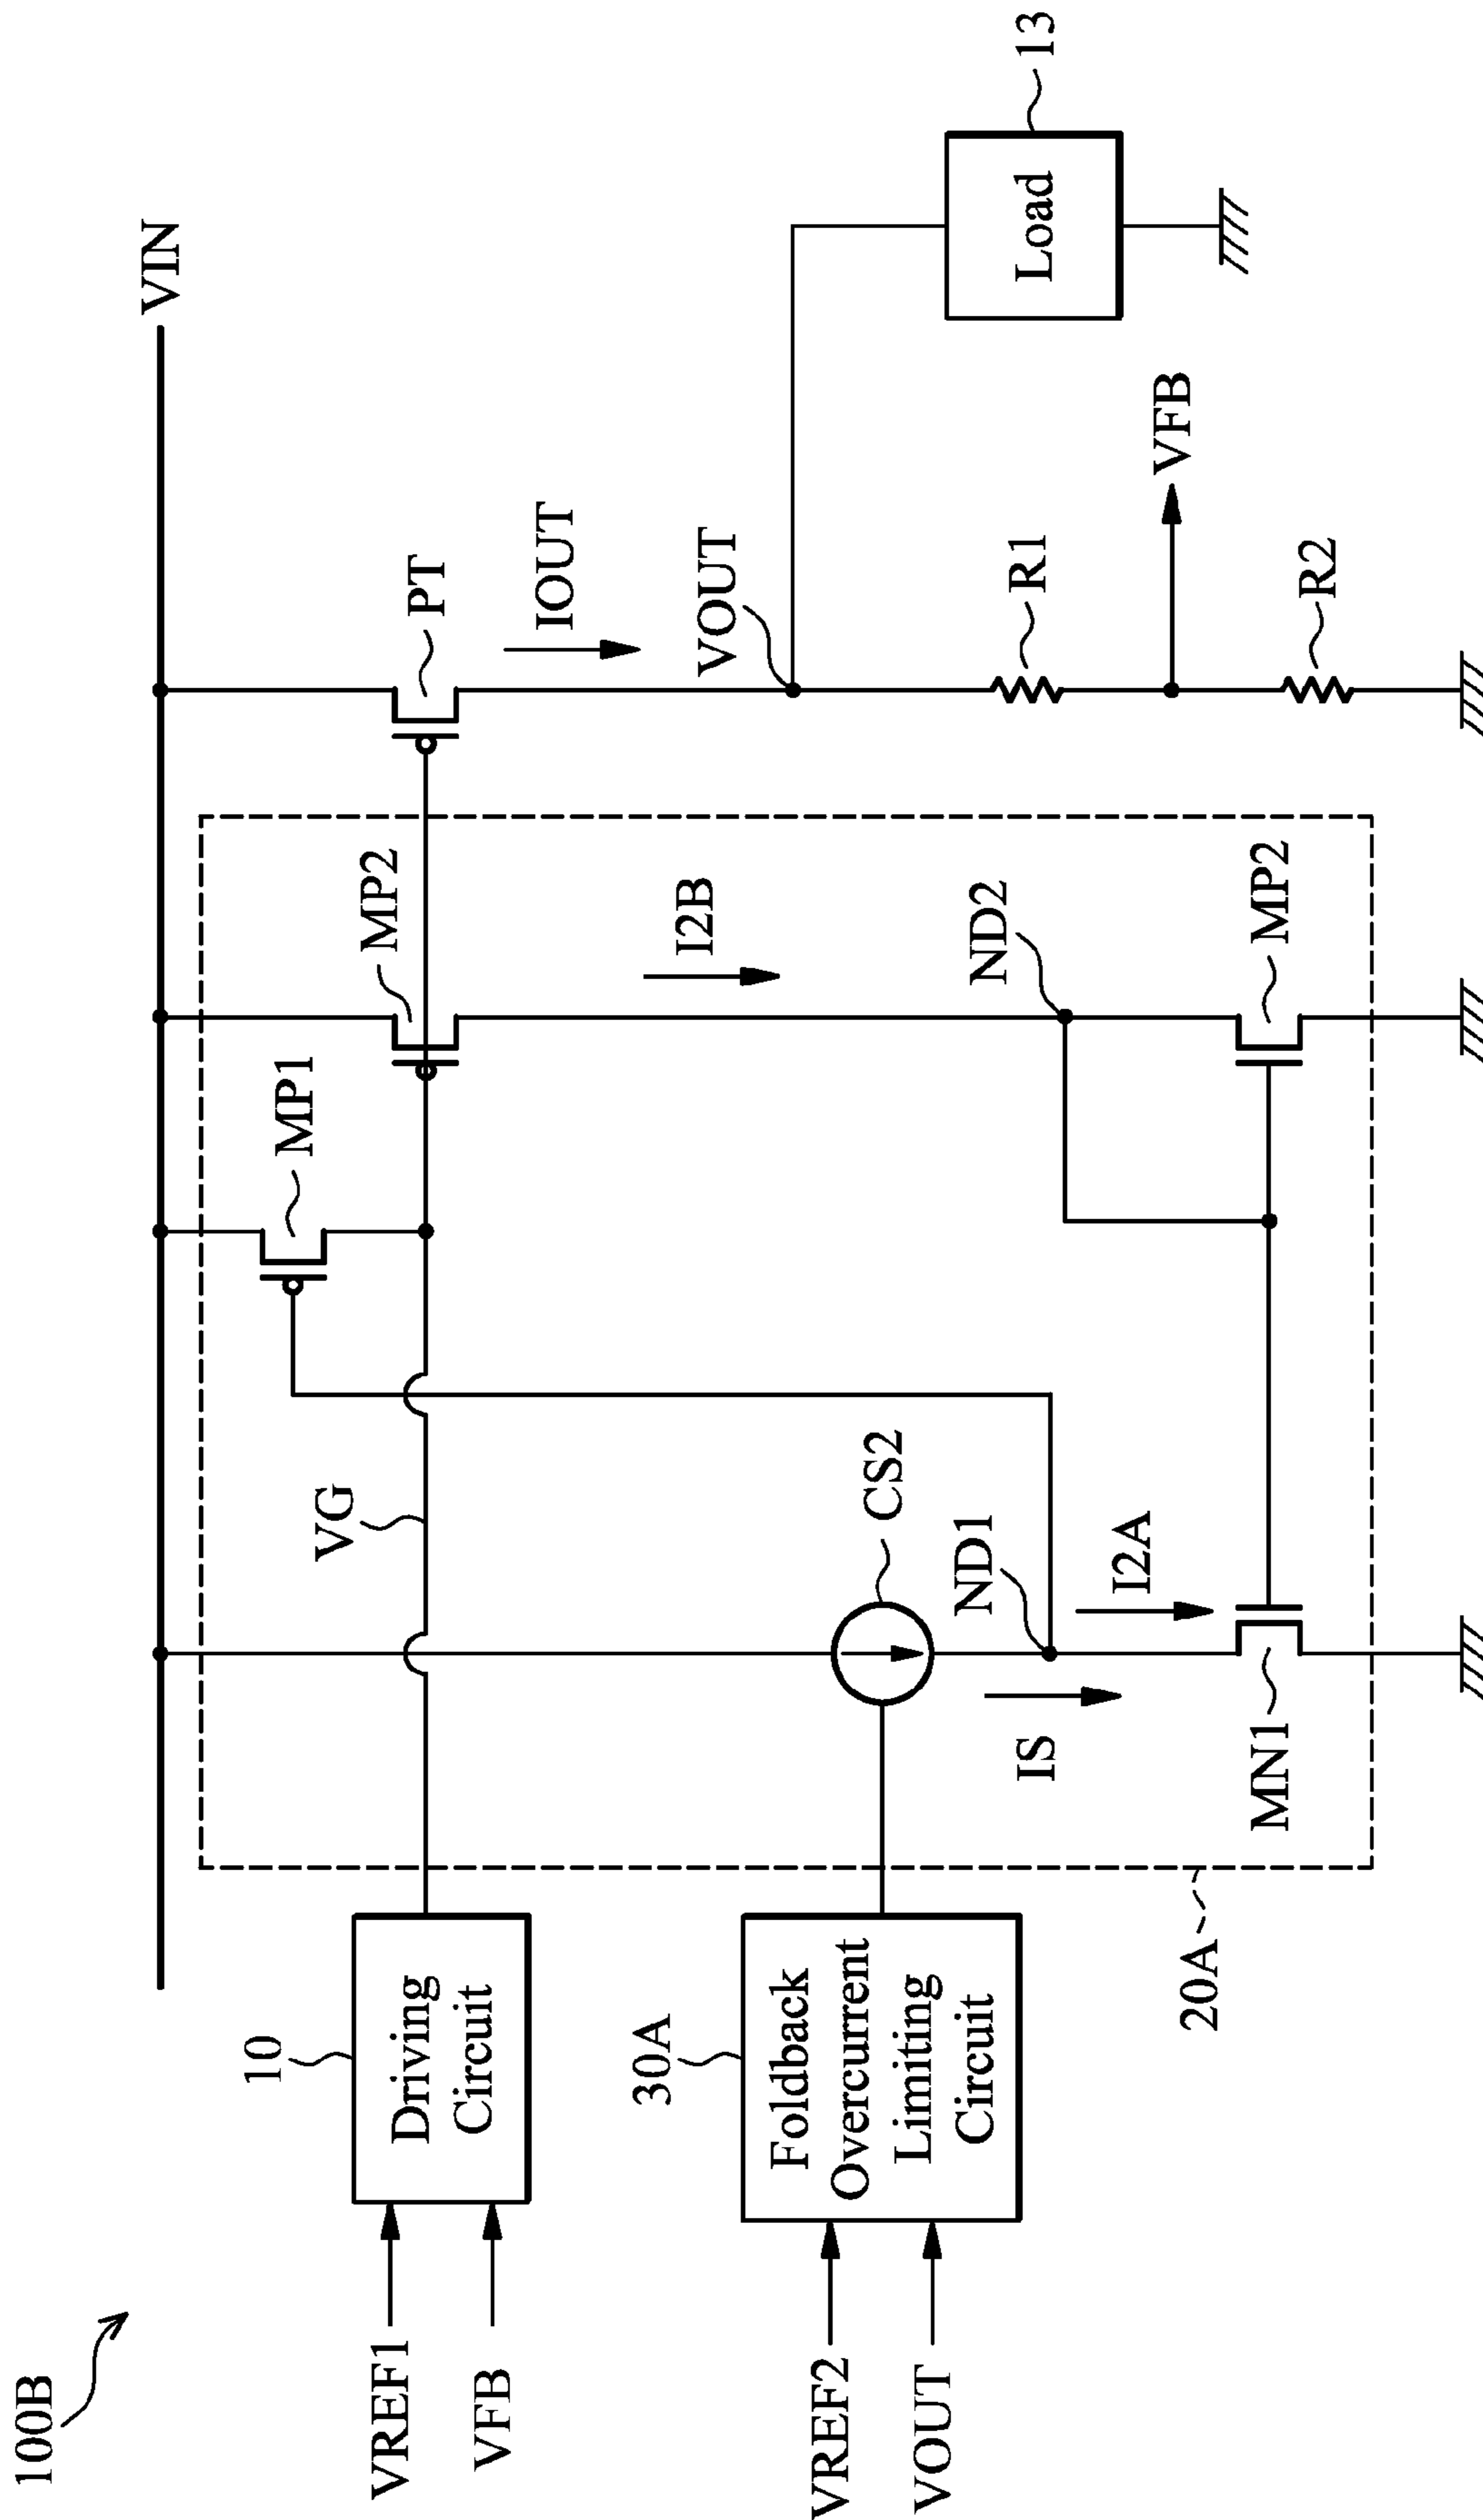 100B
VIN
MP1
MP2
PT
VG
10
Driving
Circuit
VREF1
VFB
I2B
IOUT
VOUT
30A
Foldback
Overcurrent
Limiting
Circuit
VREF2
VOUT
CS2
ND1
ND2
IS
I2A
R1
Load
13
VFB
MN1
MP2
R2
20A